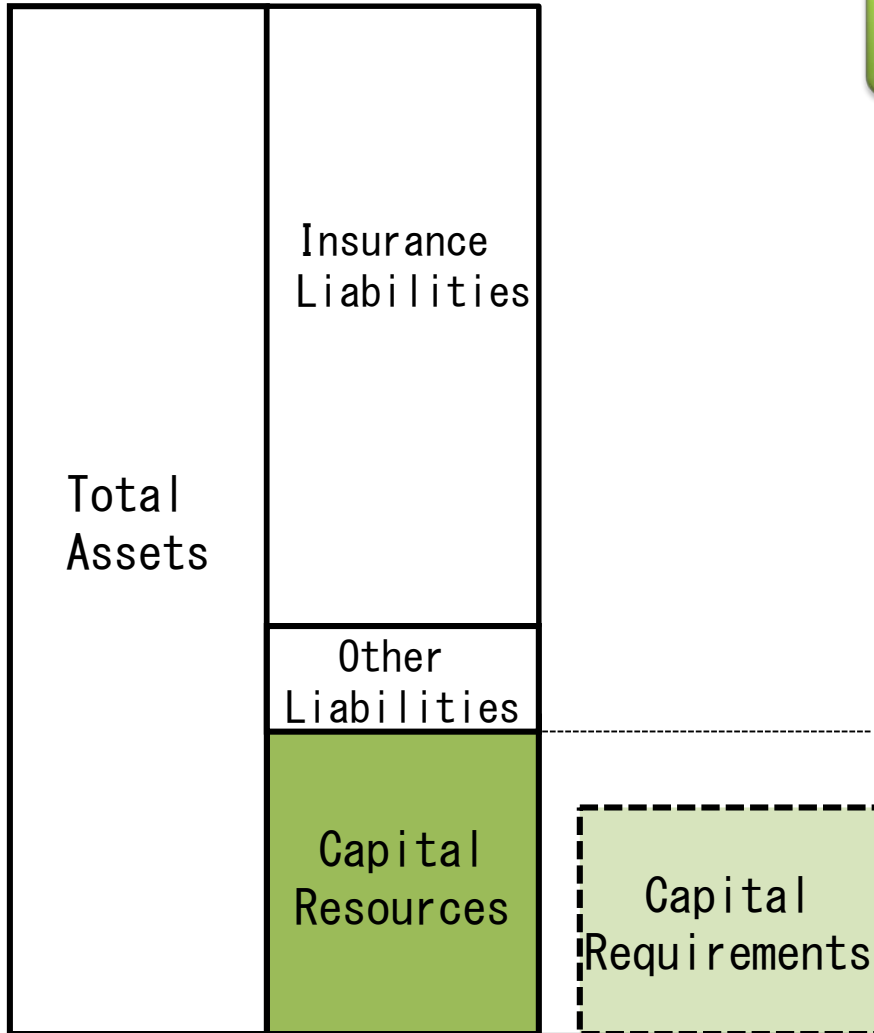 Insurance
Liabilities
Total
Assets
Other
Liabilities
Capital
Resources
Capital
Requirements